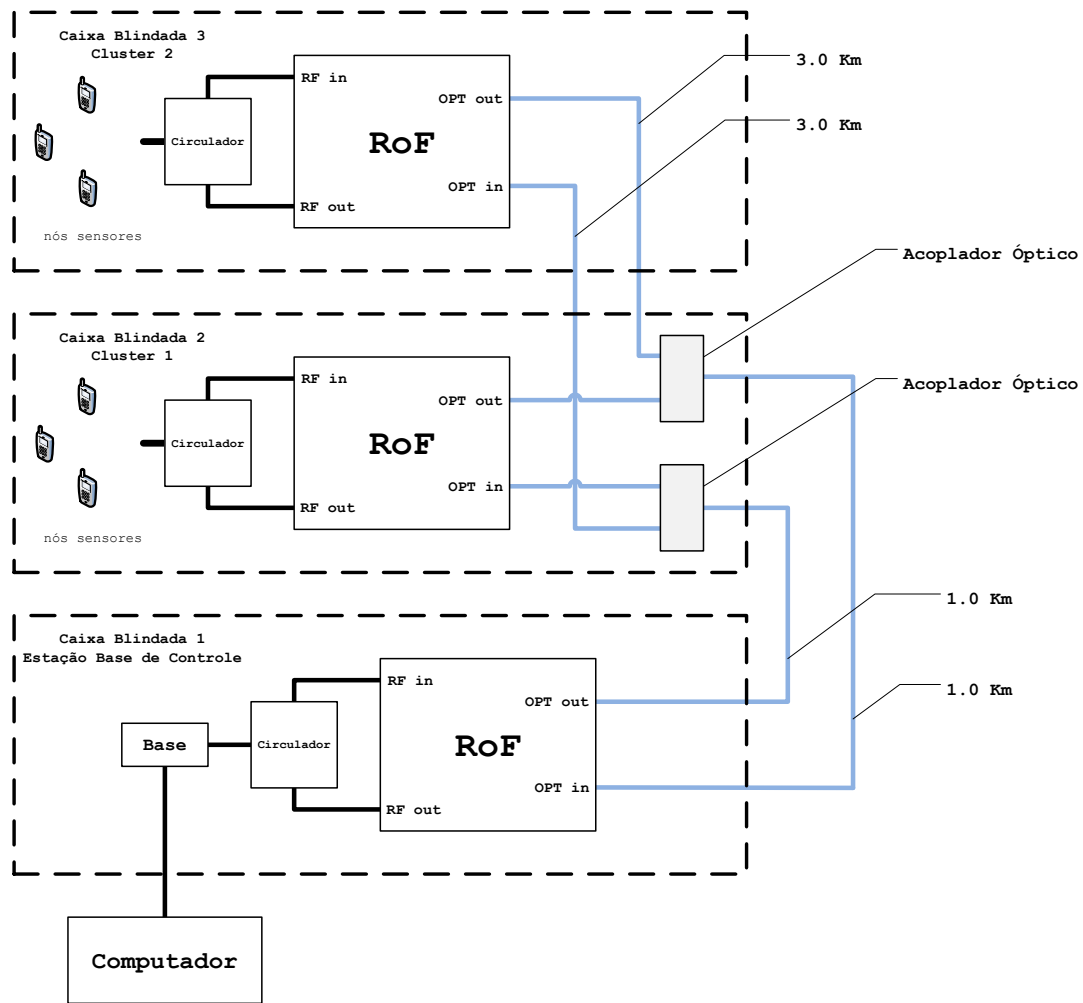 Caixa Blindada 3
Cluster 2
RF in
OPT out
RoF
Circulador
OPT in
RF out
nós sensores
3.0 Km
3.0 Km
Acoplador Óptico
Caixa Blindada 2
Cluster 1
RF in
OPT out
RoF
Circulador
OPT in
RF out
nós sensores
Acoplador Óptico
1.0 Km
1.0 Km
Caixa Blindada 1
Estação Base de Controle
RF in
OPT out
RoF
Base
Circulador
OPT in
RF out
Computador